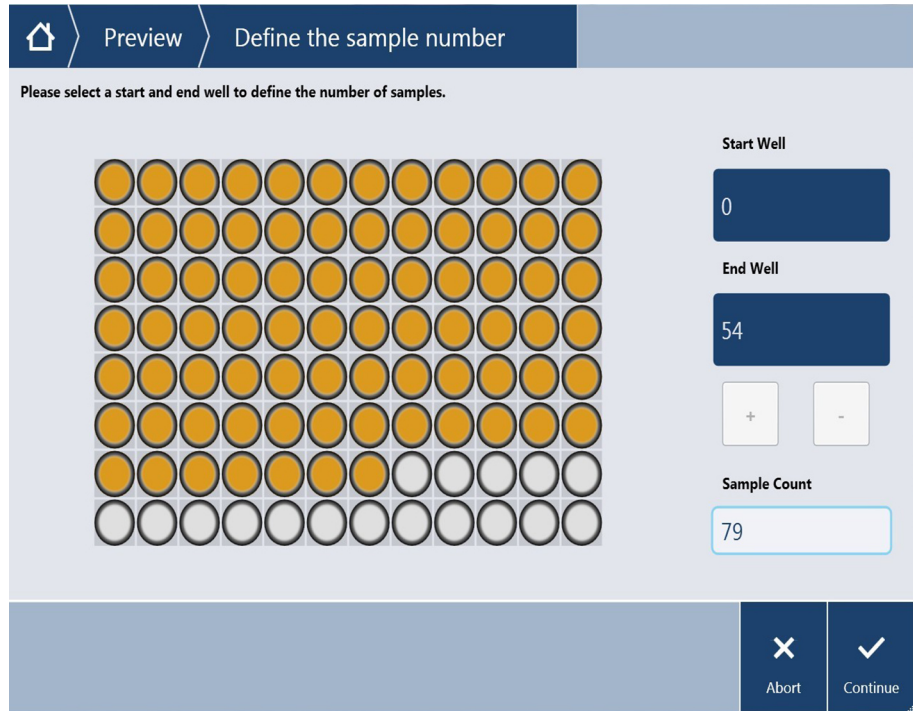 Preview
Define the sample number
Please select a start and end well to define the number of samples.
Start Well
0
End Well
54
+
-
Sample Count
79
Abort
Continue